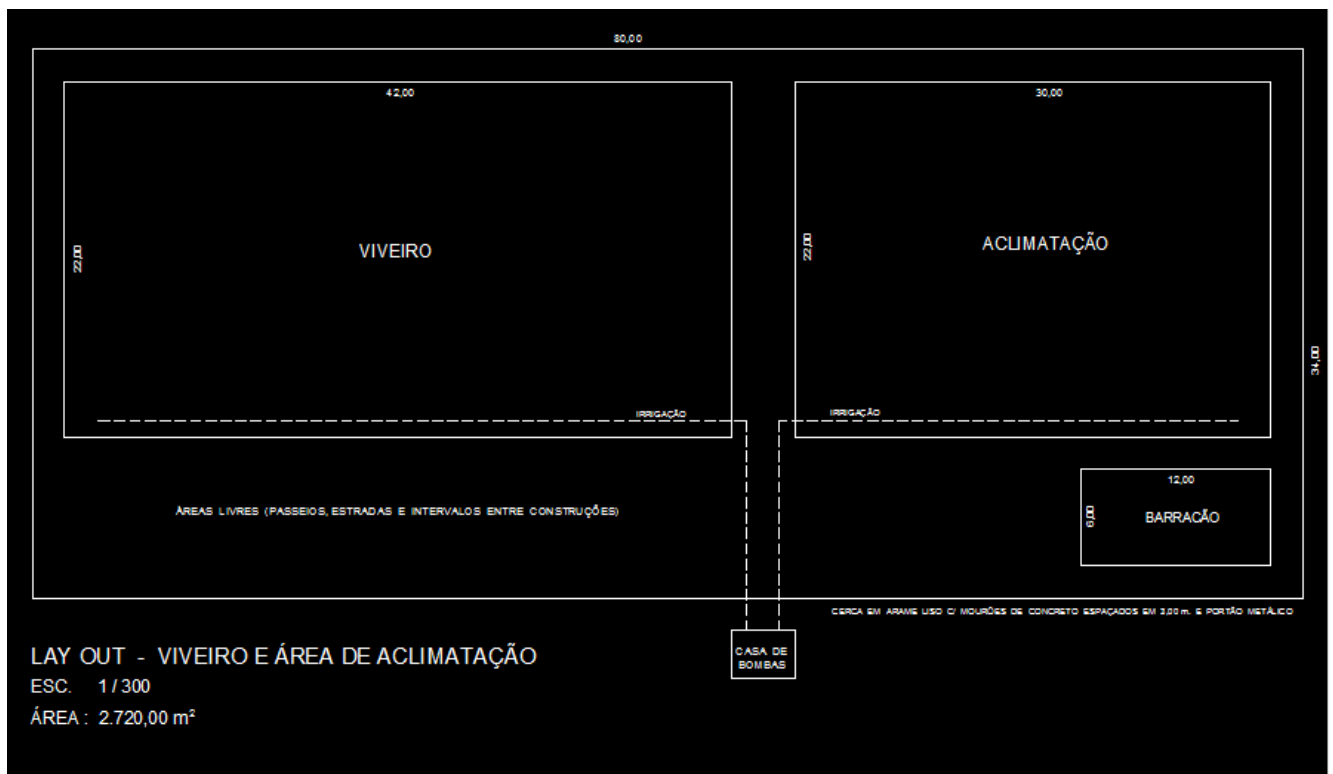 80,00
42,00
30,00
22,00
VIVEIRO
22,00
ACLIMATAÇÃO
34,00
IRRIGAÇÃO
IRRIGAÇÃO
12,00
6,00
BARRACÃO
ÁREAS LIVRES (PASSEIOS, ESTRADAS E INTERVALOS ENTRE CONSTRUÇÕES)
CERCA EM ARAME LISO C/ MOURÕES DE CONCRETO ESPAÇADOS EM 3,00 m. E PORTÃO METÁLICO
CASA DE
BOMBAS
LAY OUT - VIVEIRO E ÁREA DE ACLIMATAÇÃO
ESC. 1 / 300
ÁREA : 2.720,00 m²